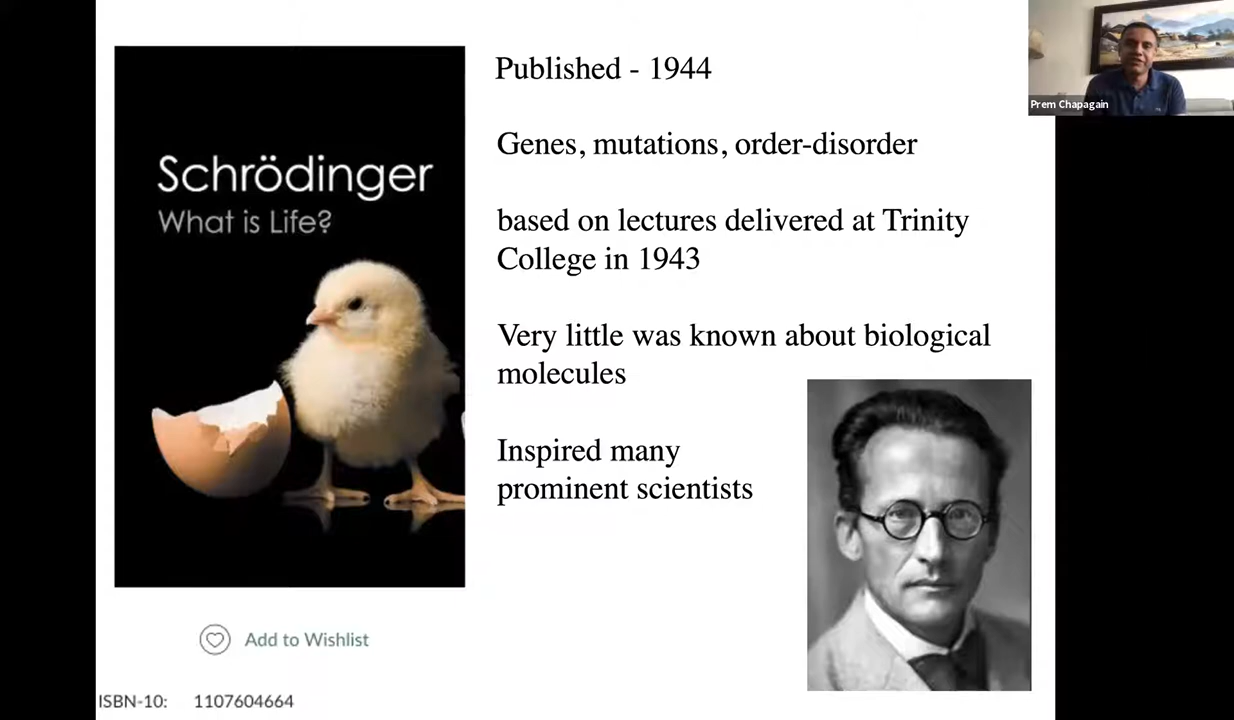 Schrödinger
What is Life?
Add to Wishlist
ISBN-10: 1107604664
Published - 1944
Genes, mutations, order-disorder
based on lectures delivered at Trinity
College in 1943
Very little was known about biological
molecules
Inspired many
prominent scientists
Prem Chapagain